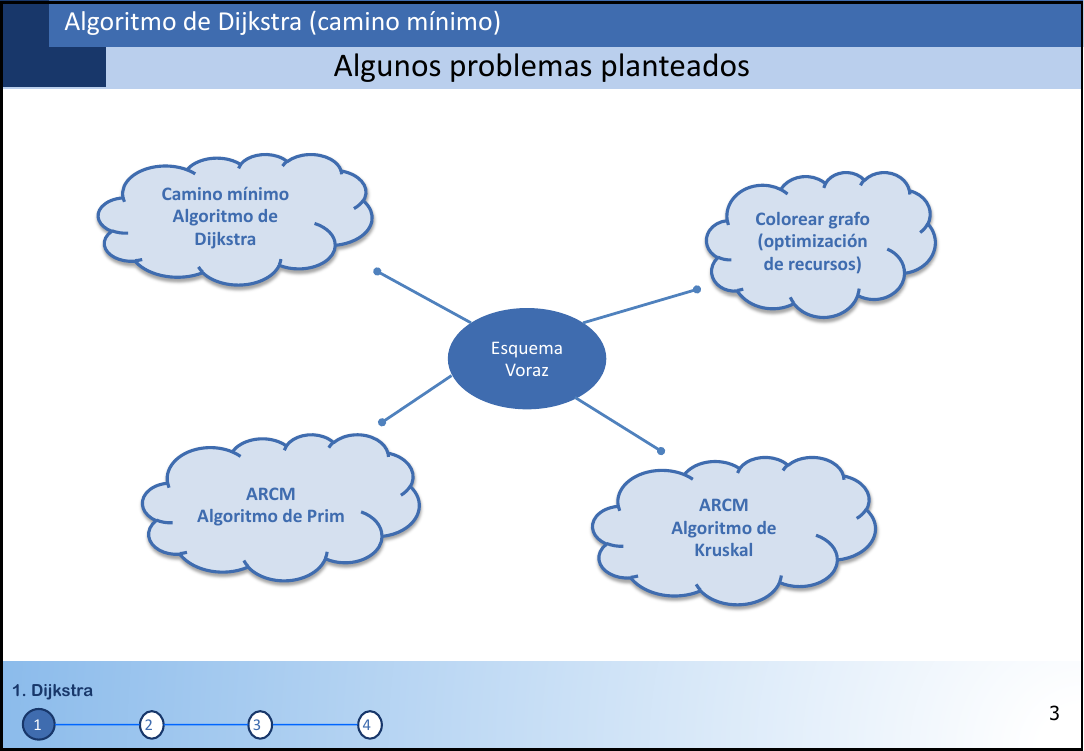 Algoritmo de Dijkstra (camino mínimo)
Algunos problemas planteados
Camino mínimo
Algoritmo de
Dijkstra
Colorear grafo
(optimización
de recursos)
Esquema
Voraz
ARCM
Algoritmo de Prim
ARCM
Algoritmo de
Kruskal
1. Dijkstra
1 2 3 4
3